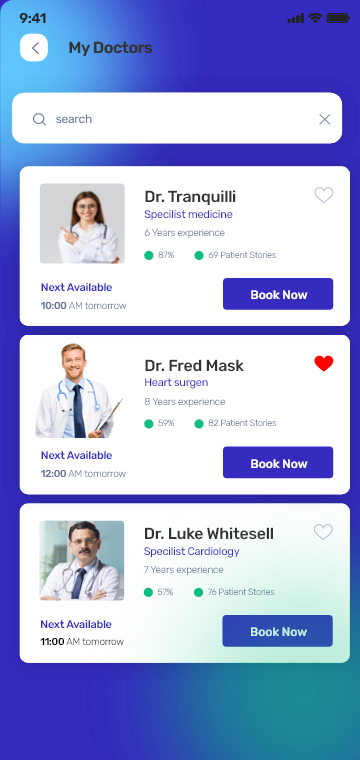 9:41
My Doctors
search
Dr. Tranquilli
Specilist medicine
6 Years experience
87% 69 Patient Stories
Next Available
10:00 AM tomorrow
Book Now
Dr. Fred Mask
Heart surgen
8 Years experience
59% 82 Patient Stories
Next Available
12:00 AM tomorrow
Book Now
Dr. Luke Whitesell
Specilist Cardiology
7 Years experience
57% 76 Patient Stories
Next Available
11:00 AM tomorrow
Book Now